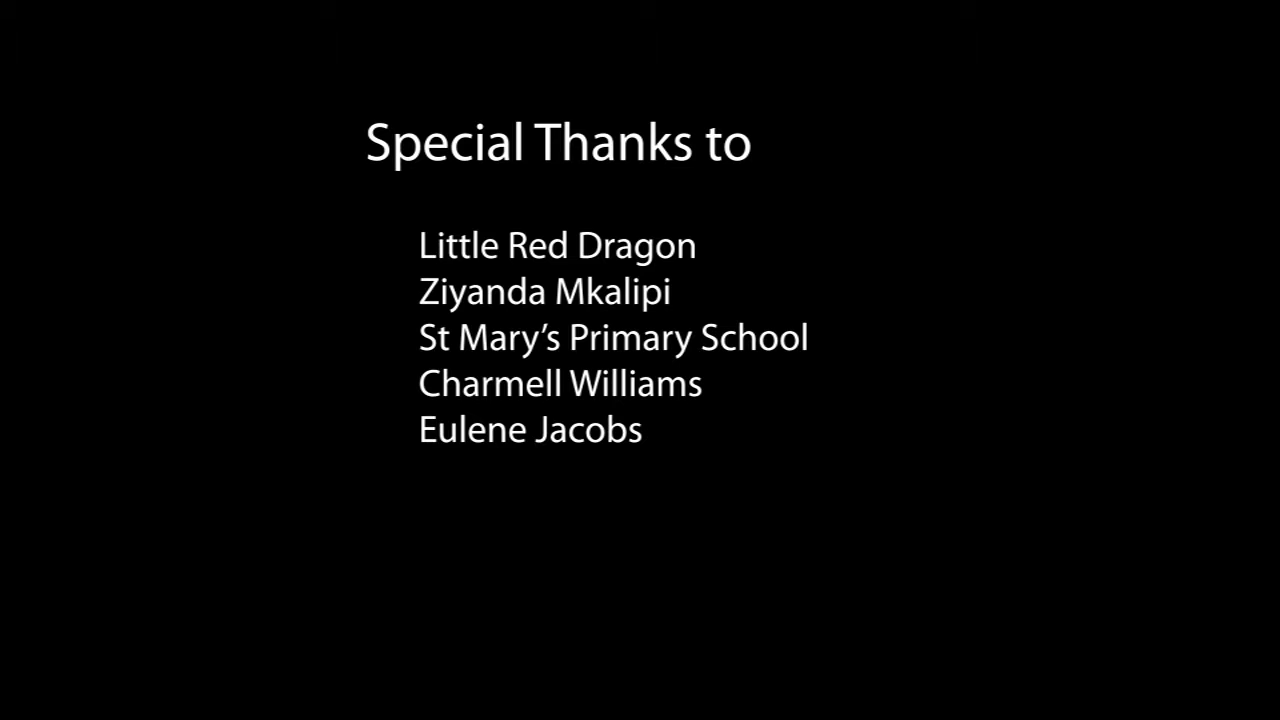 Special Thanks to
Little Red Dragon
Ziyanda Mkalipi
St Mary’s Primary School
Charmell Williams
Eulene Jacobs